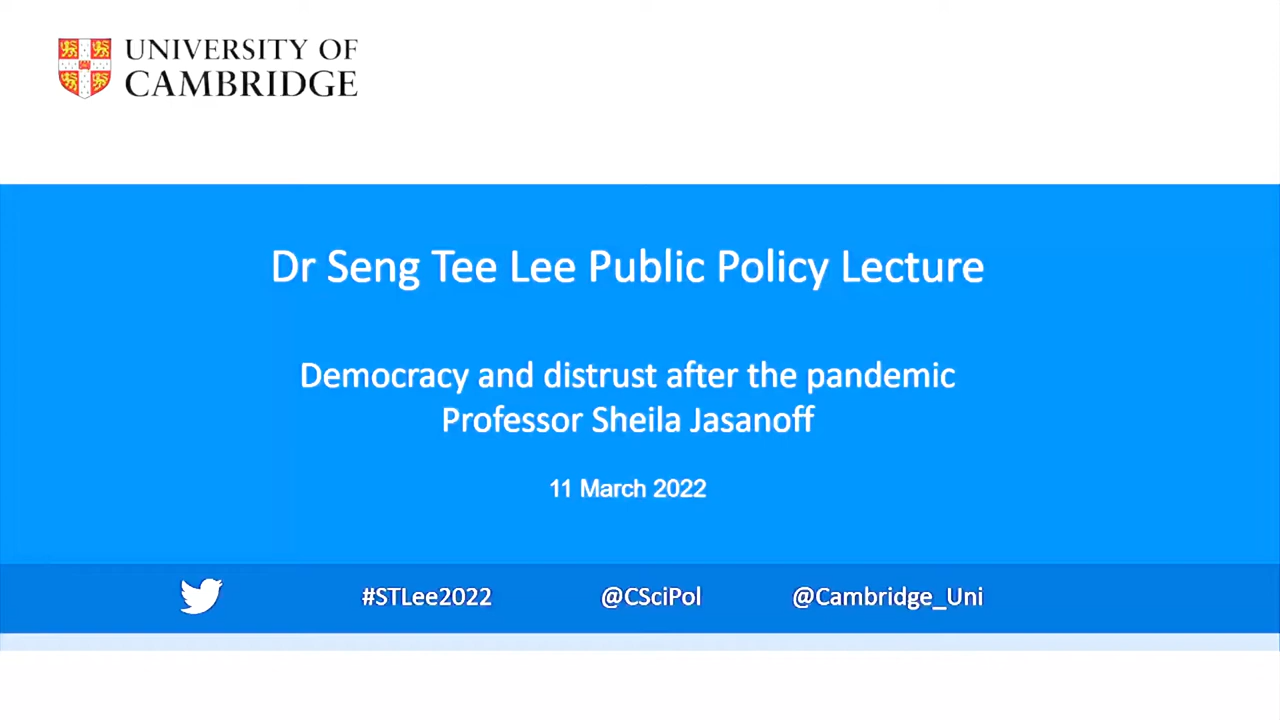 UNIVERSITY OF
CAMBRIDGE
Dr Seng Tee Lee Public Policy Lecture
Democracy and distrust after the pandemic
Professor Sheila Jasanoff
11 March 2022
#STLee2022 @CSciPol @Cambridge_Uni